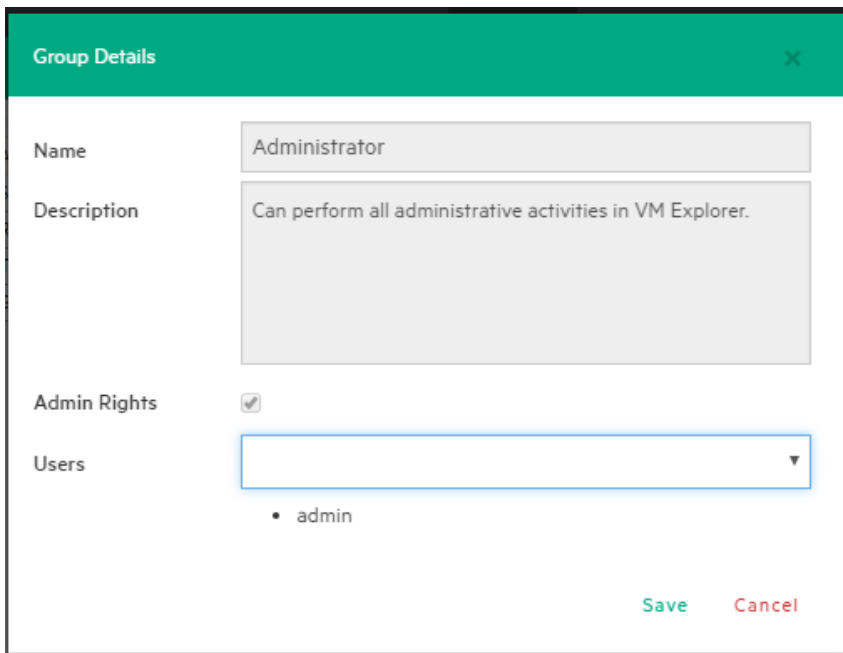 Group Details
Name
Administrator
Description
Can perform all administrative activities in VM Explorer.
Admin Rights
Users
admin
Save Cancel